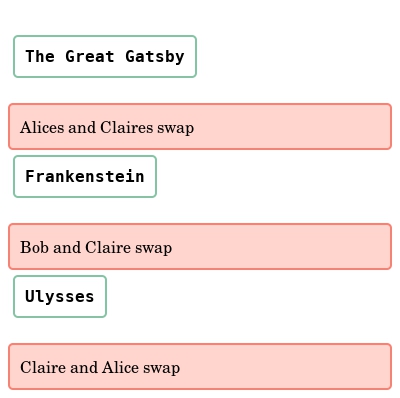 The Great Gatsby
Alices and Claires swap
Frankenstein
Bob and Claire swap
Ulysses
Claire and Alice swap